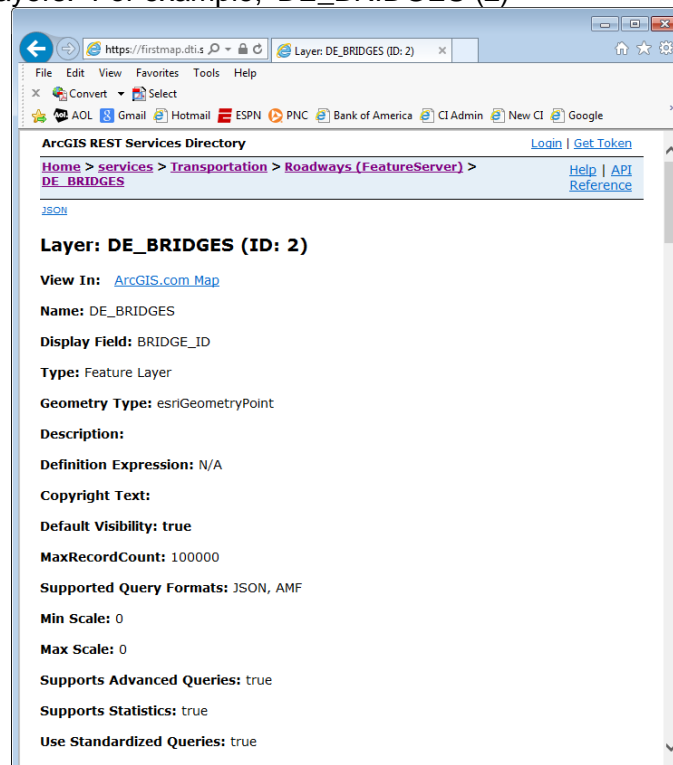 ayers. For example, DE_BRIDGES (2)
https://firstmap.dti.s
Layer: DE_BRIDGES (ID: 2)
File Edit View Favorites Tools Help
Convert Select
AOL Gmail Hotmail ESPN PNC Bank of America CI Admin New CI Google
ArcGIS REST Services Directory Login | Get Token
Home > services > Transportation > Roadways (FeatureServer) > DE_BRIDGES
Help | API Reference
JSON
Layer: DE_BRIDGES (ID: 2)
View In: ArcGIS.com Map
Name: DE_BRIDGES
Display Field: BRIDGE_ID
Type: Feature Layer
Geometry Type: esriGeometryPoint
Description:
Definition Expression: N/A
Copyright Text:
Default Visibility: true
MaxRecordCount: 100000
Supported Query Formats: JSON, AMF
Min Scale: 0
Max Scale: 0
Supports Advanced Queries: true
Supports Statistics: true
Use Standardized Queries: true